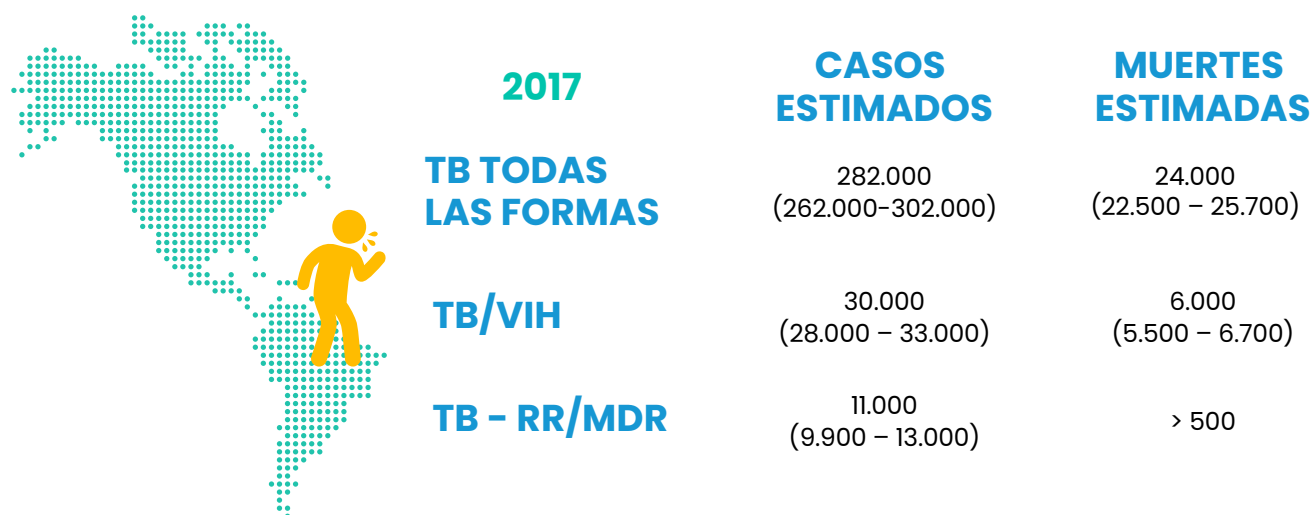 2017
CASOS
ESTIMADOS
MUERTES
ESTIMADAS
TB TODAS
LAS FORMAS
282.000
(262.000-302.000)
24.000
(22.500 – 25.700)
TB/VIH
30.000
(28.000 – 33.000)
6.000
(5.500 – 6.700)
TB - RR/MDR
11.000
(9.900 – 13.000)
> 500